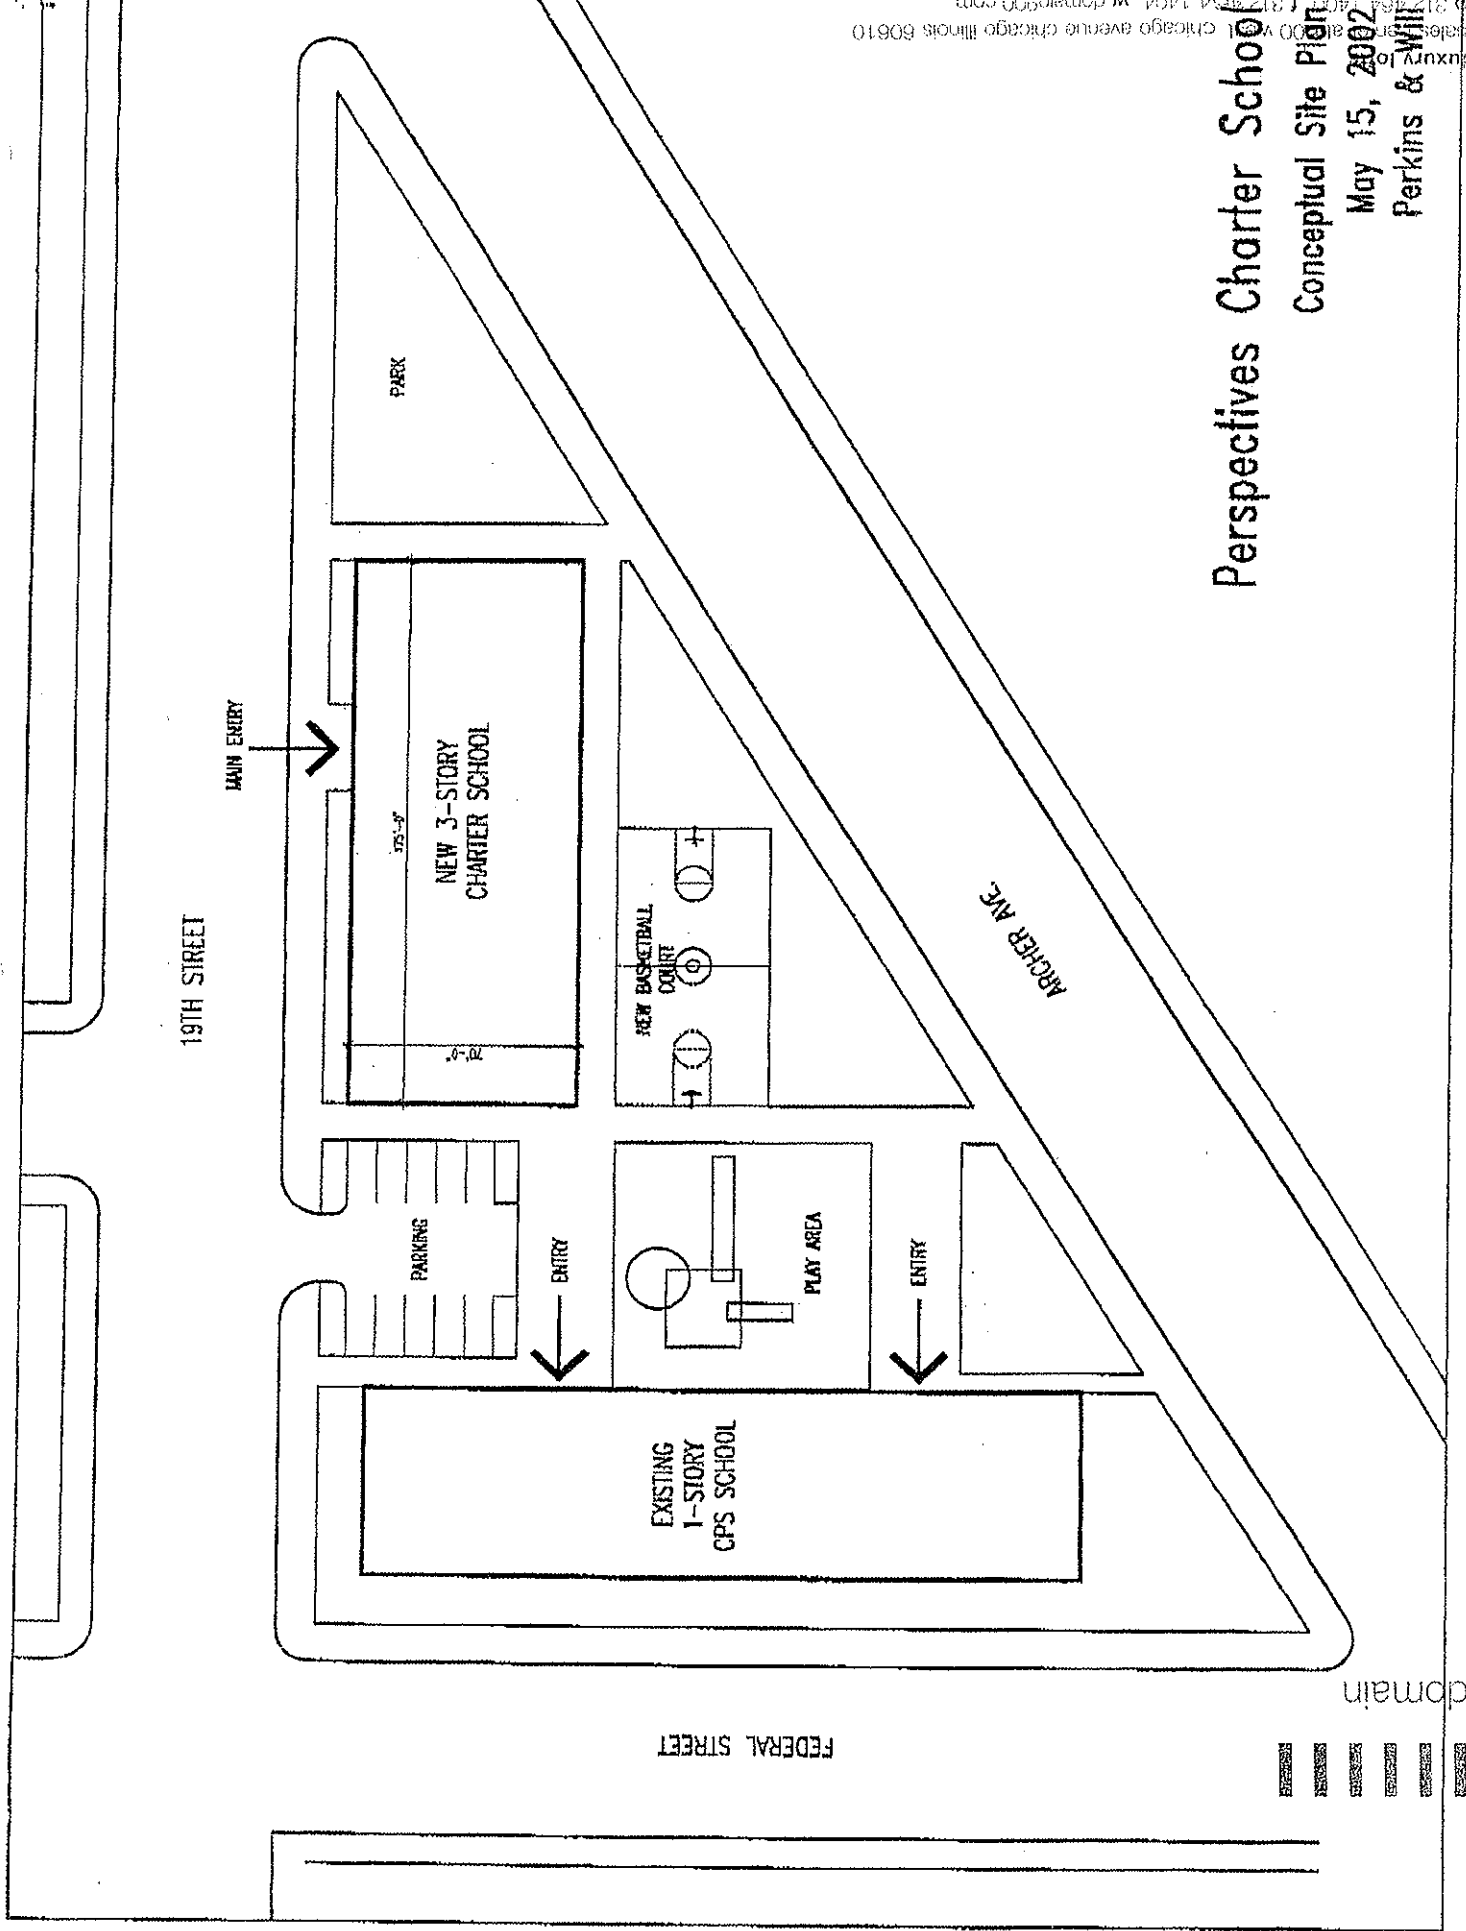 19TH STREET
MAIN ENTRY
PARK
NEW 3-STORY
CHARTER SCHOOL
70'-0"
NEW BASKETBALL
COURT
PARKING
ENTRY
PLAY AREA
ENTRY
EXISTING
1-STORY
CPS SCHOOL
ARCHER AVE.
FEDERAL STREET
Perspectives Charter School
Conceptual Site Plan
May 15, 2002
Perkins & Will
domain
chicago avenue chicago illinois 60610